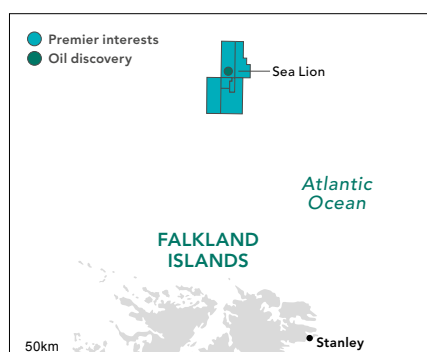 Premier interests
Oil discovery
Sea Lion
Atlantic
Ocean
FALKLAND
ISLANDS
50km
Stanley